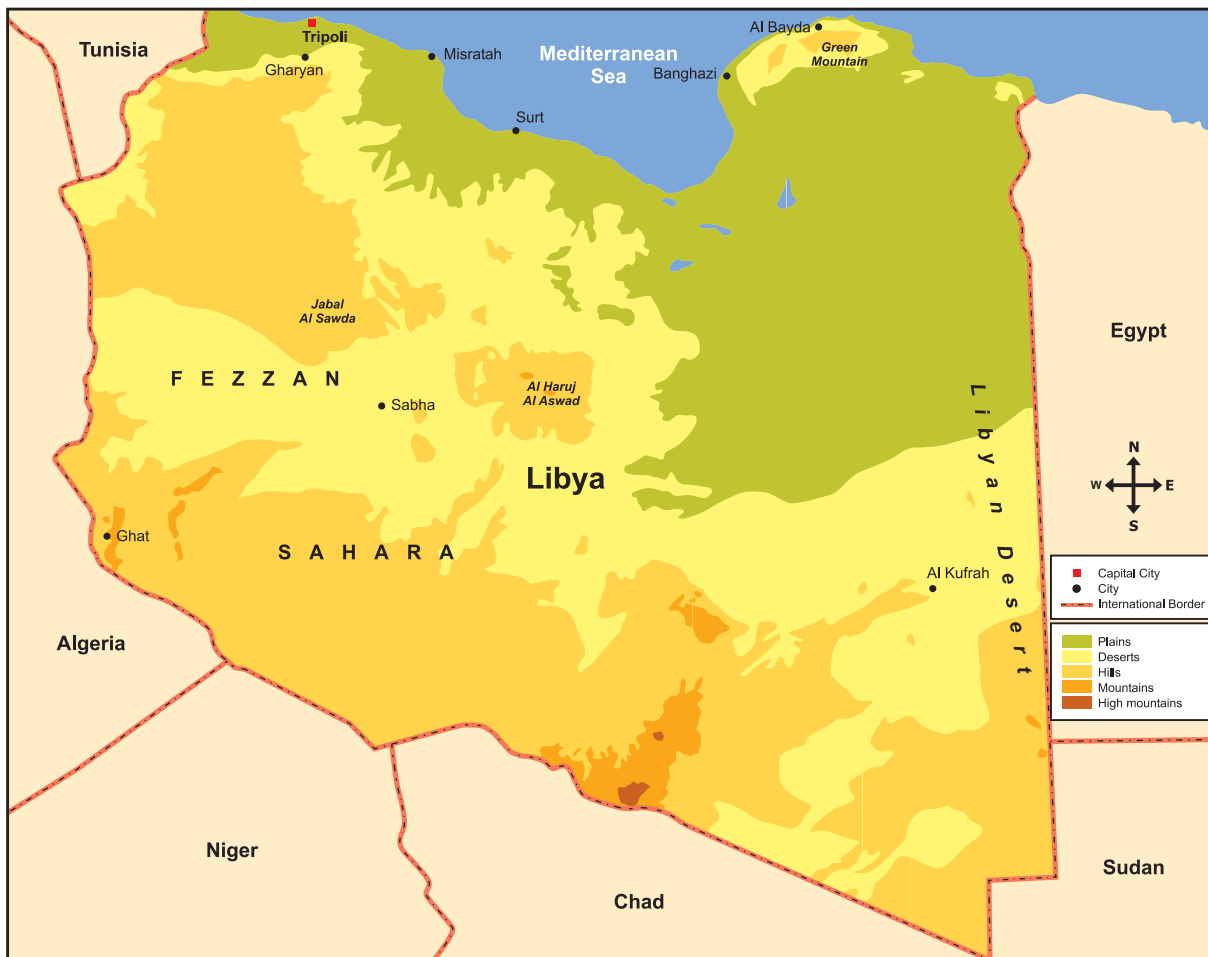 Tunisia
Tripoli
Gharyan
Misratah
Surt
Mediterranean
Sea
Al Bayda
Green
Mountain
Banghazi
Jabal
Al Sawda
F E Z Z A N
Sabha
Al Haruj
Al Aswad
Libya
Libyan Desert
Egypt
N
W
E
S
Ghat
S A H A R A
Al Kufrah
Capital City
City
International Border
Plains
Deserts
Hills
Mountains
High mountains
Algeria
Niger
Chad
Sudan